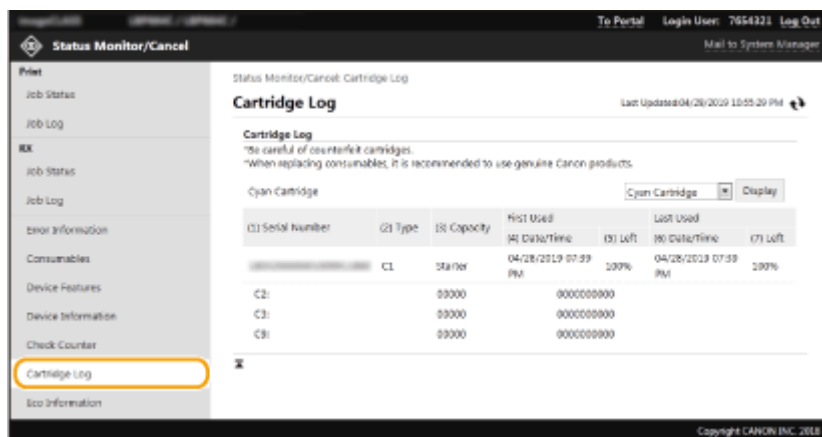 To Portal Login User: 7654321 Log Out
Status Monitor/Cancel Mail to System Manager
Print
Job Status
Job Log
RX
Job Status
Job Log
Error Information
Consumables
Device Features
Device Information
Check Counter
Cartridge Log
Eco Information
Status Monitor/Cancel: Cartridge Log
Cartridge Log Last Updated:04/28/2019 10:55:29 PM
Cartridge Log
*Be careful of counterfeit cartridges.
*When replacing consumables, it is recommended to use genuine Canon products.
Cyan Cartridge Cyan Cartridge Display
First Used Last Used
(1) Serial Number (2) Type (3) Capacity (4) Date/Time (5) Left (6) Date/Time (7) Left
C1 Starter 04/28/2019 07:39 PM 100% 04/28/2019 07:39 PM 100%
C2: 00000 0000000000
C3: 00000 0000000000
C9: 00000 0000000000
Copyright CANON INC. 2018